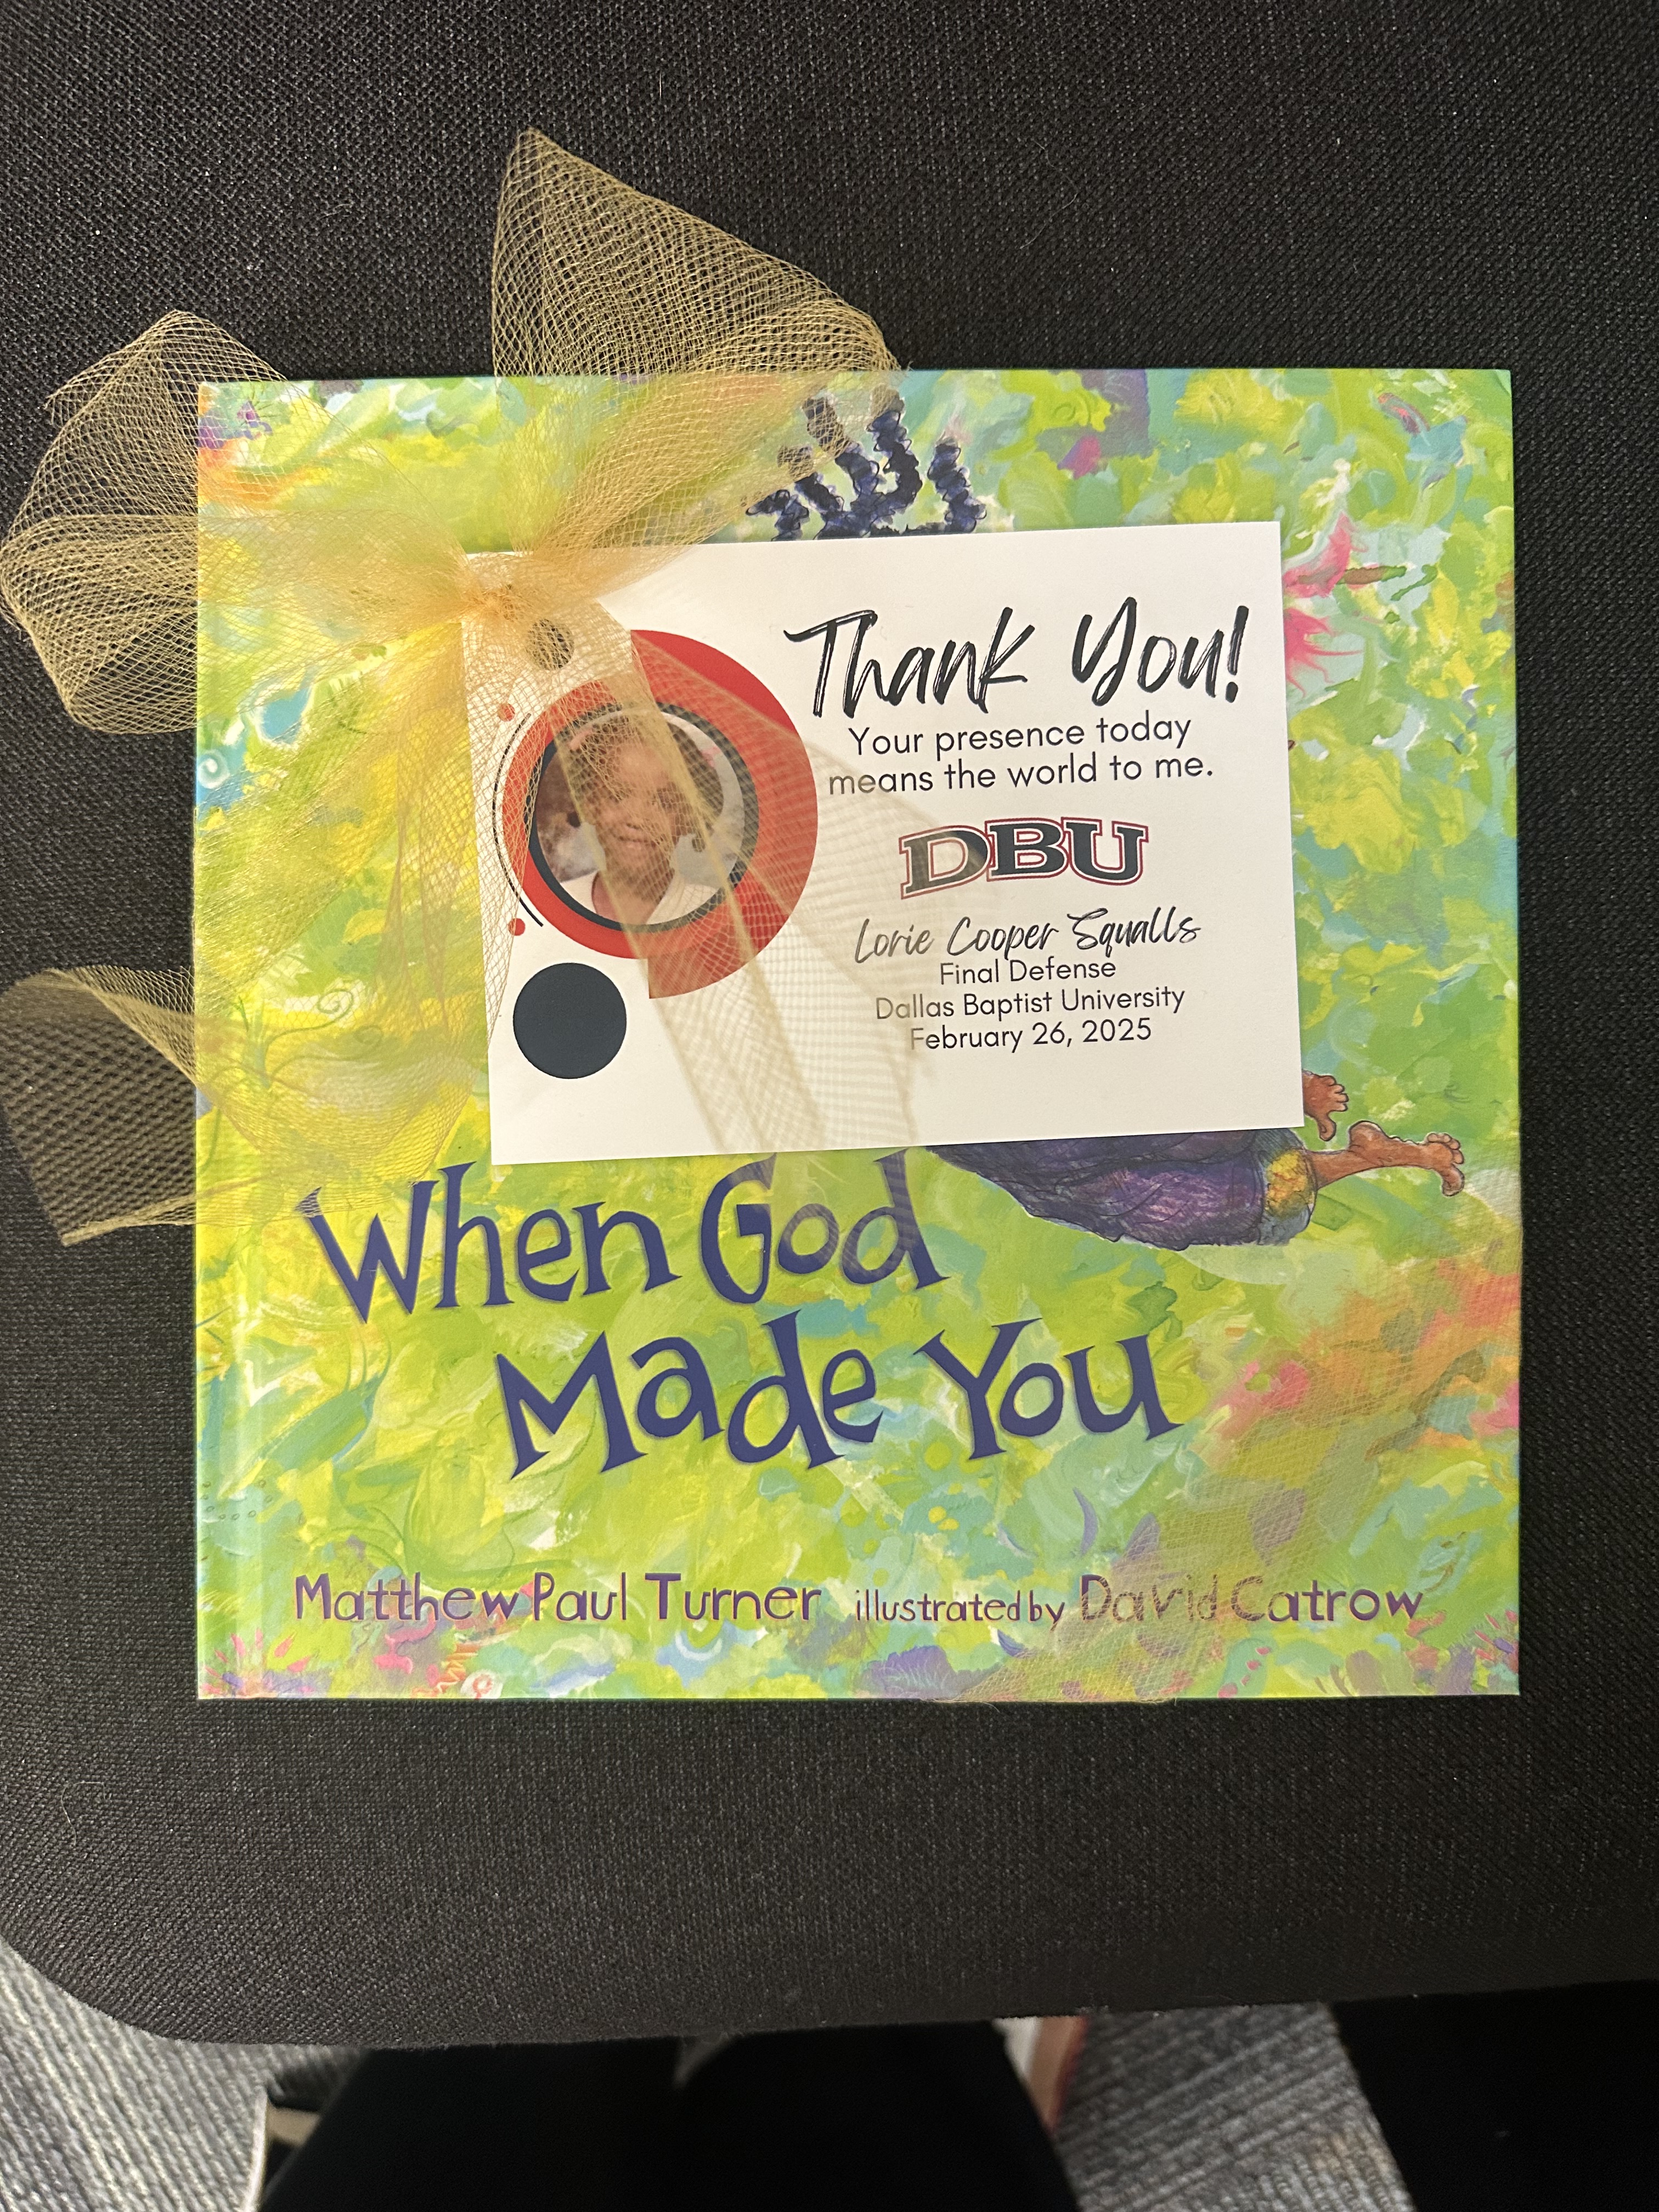 Thank You!
Your presence today
means the world to me.
DBU
Lorie Cooper Squalls
Final Defense
Dallas Baptist University
February 26, 2025
When God
Made You
Matthew Paul Turner illustrated by David Catrow